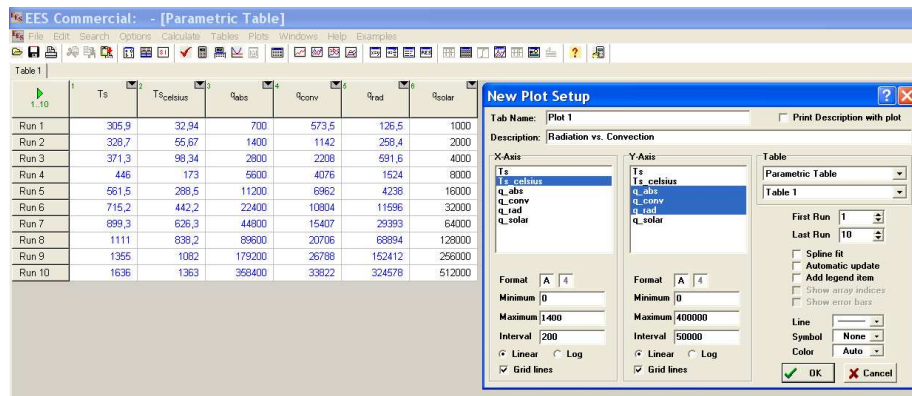 EES Commercial: - [Parametric Table]
File Edit Search Options Calculate Tables Plots Windows Help Examples
Table 1
1..10
1 Ts 2 Ts celsius 3 qabs 4 qconv 5 qrad 6 qsolar
Run 1 305,9 32,94 700 573,5 126,5 1000
Run 2 328,7 55,67 1400 1142 258,4 2000
Run 3 371,3 98,34 2800 2208 591,6 4000
Run 4 446 173 5600 4076 1524 8000
Run 5 561,5 288,5 11200 6962 4238 16000
Run 6 715,2 442,2 22400 10804 11596 32000
Run 7 899,3 626,3 44800 15407 29393 64000
Run 8 1111 838,2 89600 20706 68894 128000
Run 9 1355 1082 179200 26788 152412 256000
Run 10 1636 1363 358400 33822 324578 512000
New Plot Setup
Tab Name: Plot 1
Print Description with plot
Description: Radiation vs. Convection
X-Axis
Ts
Ts_celsius
q_abs
q_conv
q_rad
q_solar
Format A 4
Minimum 0
Maximum 1400
Interval 200
Linear Log
Grid lines
Y-Axis
Ts
Ts_celsius
q_abs
q_conv
q_rad
q_solar
Format A 4
Minimum 0
Maximum 400000
Interval 50000
Linear Log
Grid lines
Table
Parametric Table
Table 1
First Run 1
Last Run 10
Spline fit
Automatic update
Add legend item
Show array indices
Show error bars
Line
Symbol None
Color Auto
OK Cancel